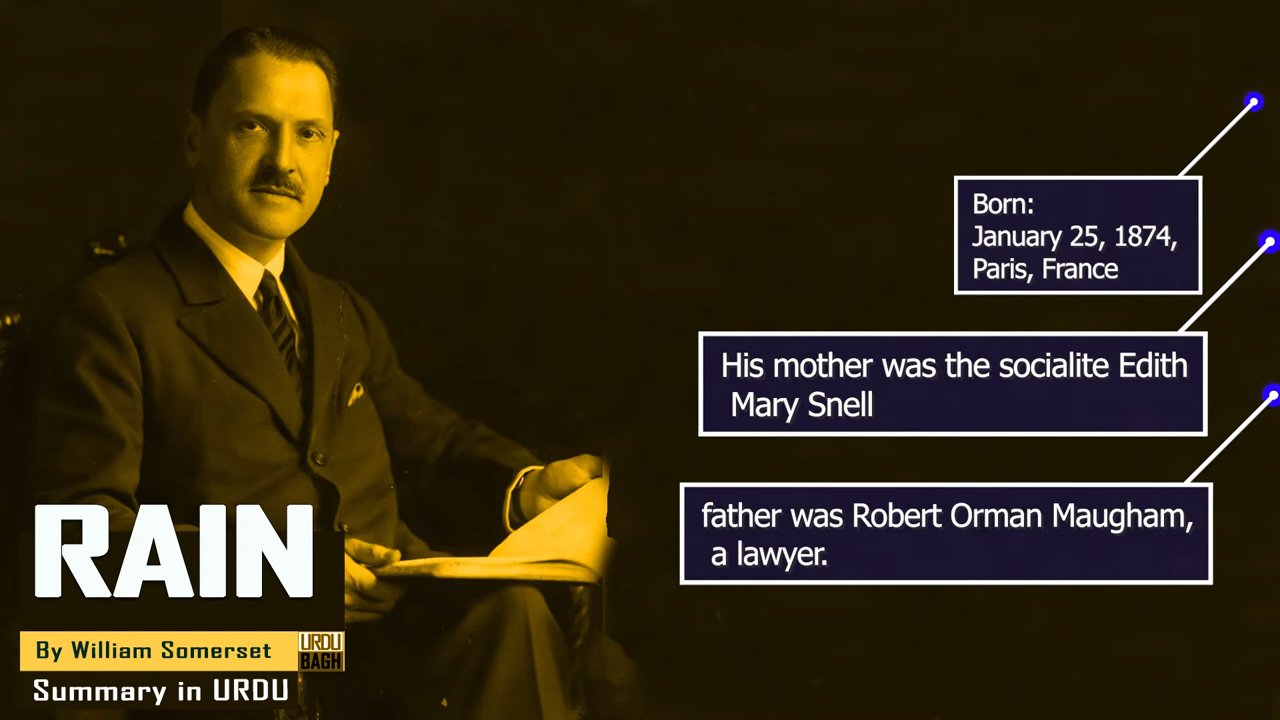 Born:
January 25, 1874,
Paris, France
His mother was the socialite Edith
Mary Snell
father was Robert Orman Maugham,
a lawyer.
RAIN
By William Somerset
URDU
BAGH
Summary in URDU